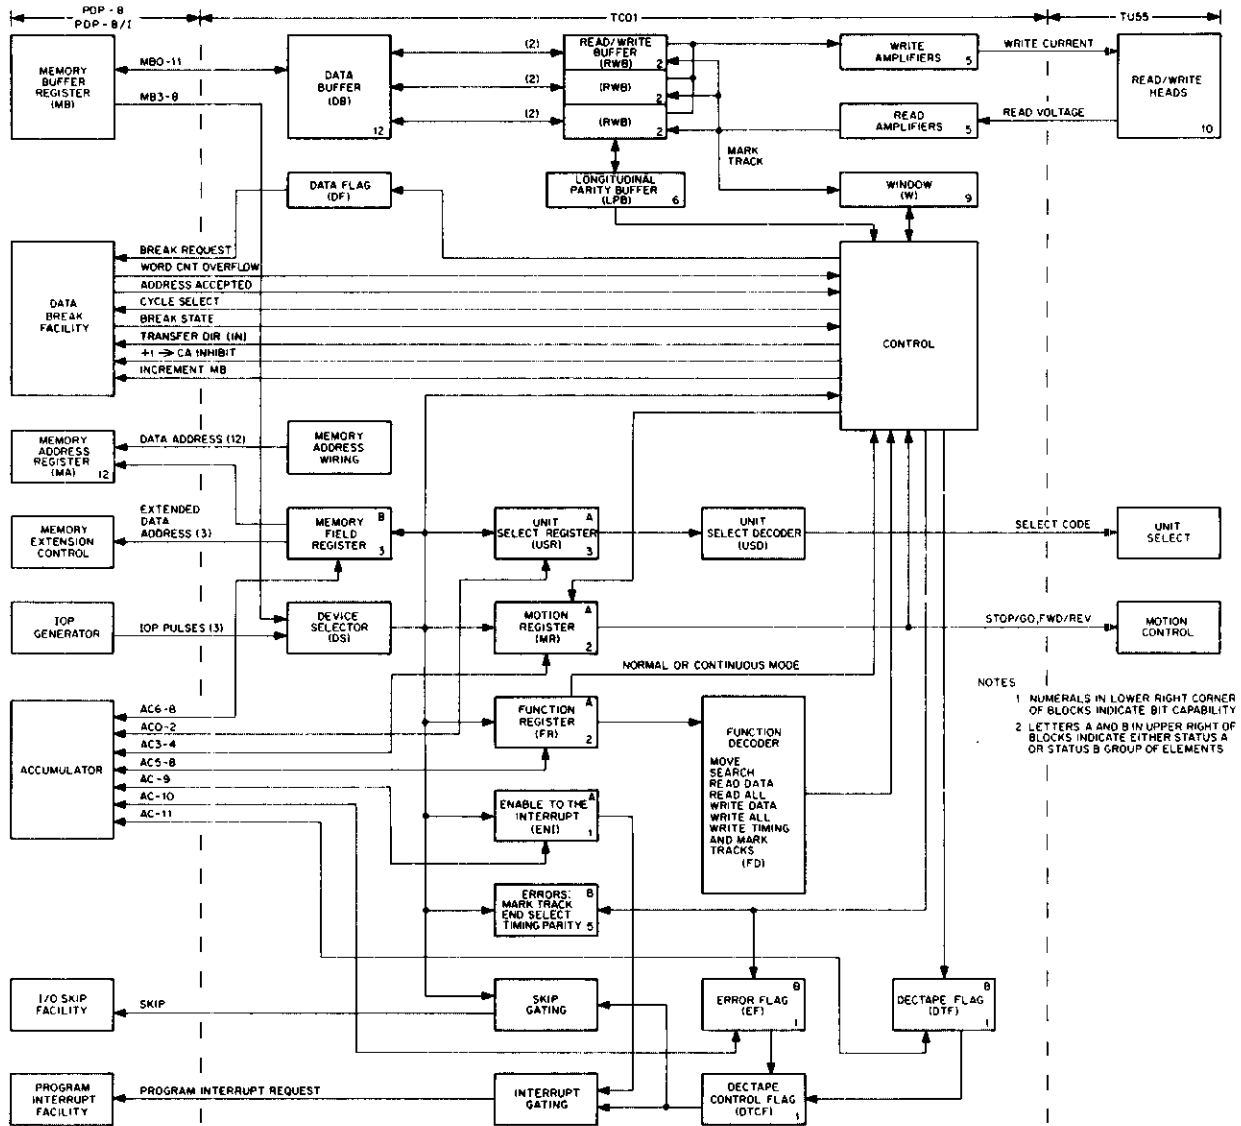 PDP-8
PDP-8/I
TC01
TU55
MEMORY
BUFFER
REGISTER
(MB)
MB0-11
MB3-8
DATA
BUFFER
(DB)
12
(2)
(2)
(2)
READ/WRITE
BUFFER
(RWB)
2
(RWB)
2
(RWB)
2
WRITE
AMPLIFIERS
5
WRITE CURRENT
READ
AMPLIFIERS
5
READ VOLTAGE
READ/WRITE
HEADS
10
MARK
TRACK
DATA FLAG
(DF)
LONGITUDINAL
PARITY BUFFER
(LPB)
6
WINDOW
(W)
9
DATA
BREAK
FACILITY
BREAK REQUEST
WORD CNT OVERFLOW
ADDRESS ACCEPTED
CYCLE SELECT
BREAK STATE
TRANSFER DIR (IN)
+1 → CA INHIBIT
INCREMENT MB
CONTROL
MEMORY
ADDRESS
REGISTER
(MA)
12
DATA ADDRESS (12)
MEMORY
ADDRESS
WIRING
MEMORY
EXTENSION
CONTROL
EXTENDED
DATA
ADDRESS (3)
B
MEMORY
FIELD
REGISTER
3
A
UNIT
SELECT REGISTER
(USR)
3
UNIT
SELECT DECODER
(USD)
SELECT CODE
UNIT
SELECT
IOP
GENERATOR
IOP PULSES (3)
DEVICE
SELECTOR
(DS)
A
MOTION
REGISTER
(MR)
2
STOP/GO, FWD/REV
MOTION
CONTROL
NORMAL OR CONTINUOUS MODE
ACCUMULATOR
AC6-8
AC0-2
AC3-4
AC5-8
AC-9
AC-10
AC-11
A
FUNCTION
REGISTER
(FR)
2
FUNCTION
DECODER
MOVE
SEARCH
READ DATA
READ ALL
WRITE DATA
WRITE ALL
WRITE TIMING
AND MARK
TRACKS
(FD)
NOTES
1 NUMERALS IN LOWER RIGHT CORNER
OF BLOCKS INDICATE BIT CAPABILITY
2 LETTERS A AND B IN UPPER RIGHT OF
BLOCKS INDICATE EITHER STATUS A
OR STATUS B GROUP OF ELEMENTS
A
ENABLE TO THE
INTERRUPT
(ENI)
1
B
ERRORS:
MARK TRACK
END SELECT
TIMING PARITY
5
I/O SKIP
FACILITY
SKIP
SKIP
GATING
B
ERROR FLAG
(EF)
1
B
DECTAPE FLAG
(DTF)
1
PROGRAM
INTERRUPT
FACILITY
PROGRAM INTERRUPT REQUEST
INTERRUPT
GATING
DECTAPE
CONTROL FLAG
(DTCF)
1